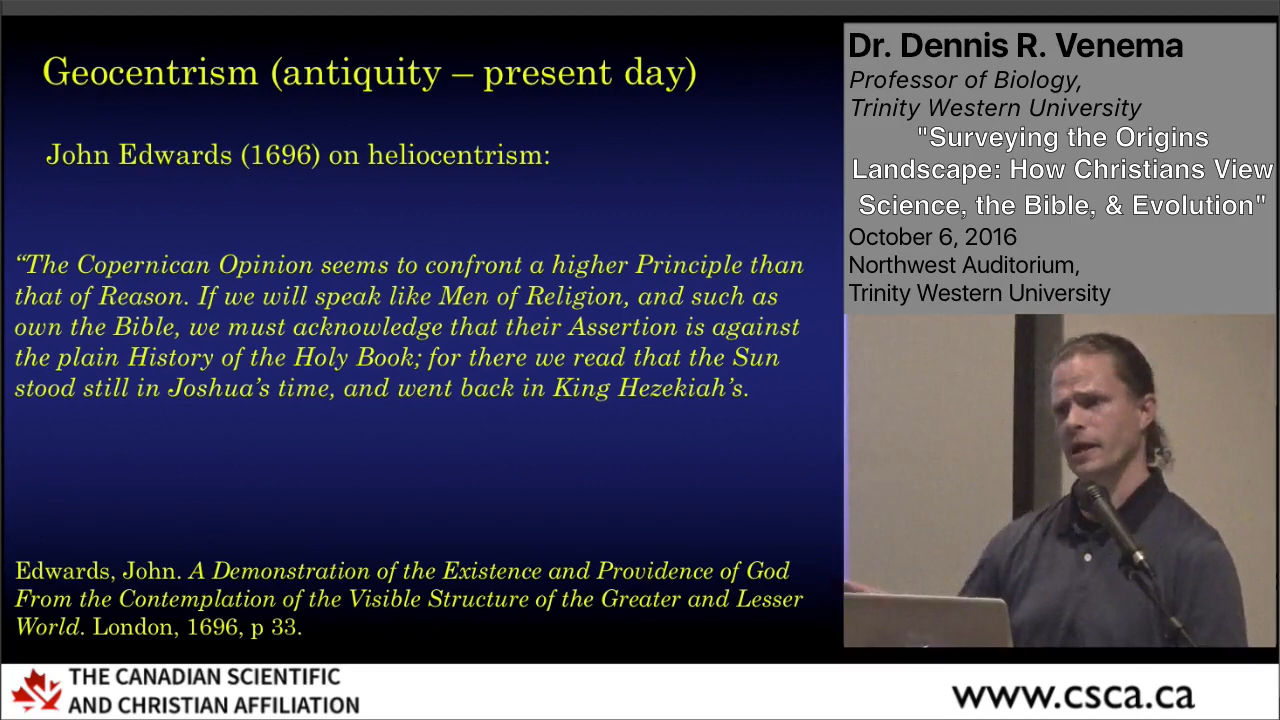 Geocentrism (antiquity – present day)
John Edwards (1696) on heliocentrism:
“The Copernican Opinion seems to confront a higher Principle than
that of Reason. If we will speak like Men of Religion, and such as
own the Bible, we must acknowledge that their Assertion is against
the plain History of the Holy Book; for there we read that the Sun
stood still in Joshua’s time, and went back in King Hezekiah’s.
Edwards, John. A Demonstration of the Existence and Providence of God
From the Contemplation of the Visible Structure of the Greater and Lesser
World. London, 1696, p 33.
Dr. Dennis R. Venema
Professor of Biology,
Trinity Western University
"Surveying the Origins
Landscape: How Christians View
Science, the Bible, & Evolution"
October 6, 2016
Northwest Auditorium,
Trinity Western University
THE CANADIAN SCIENTIFIC
AND CHRISTIAN AFFILIATION
www.csca.ca